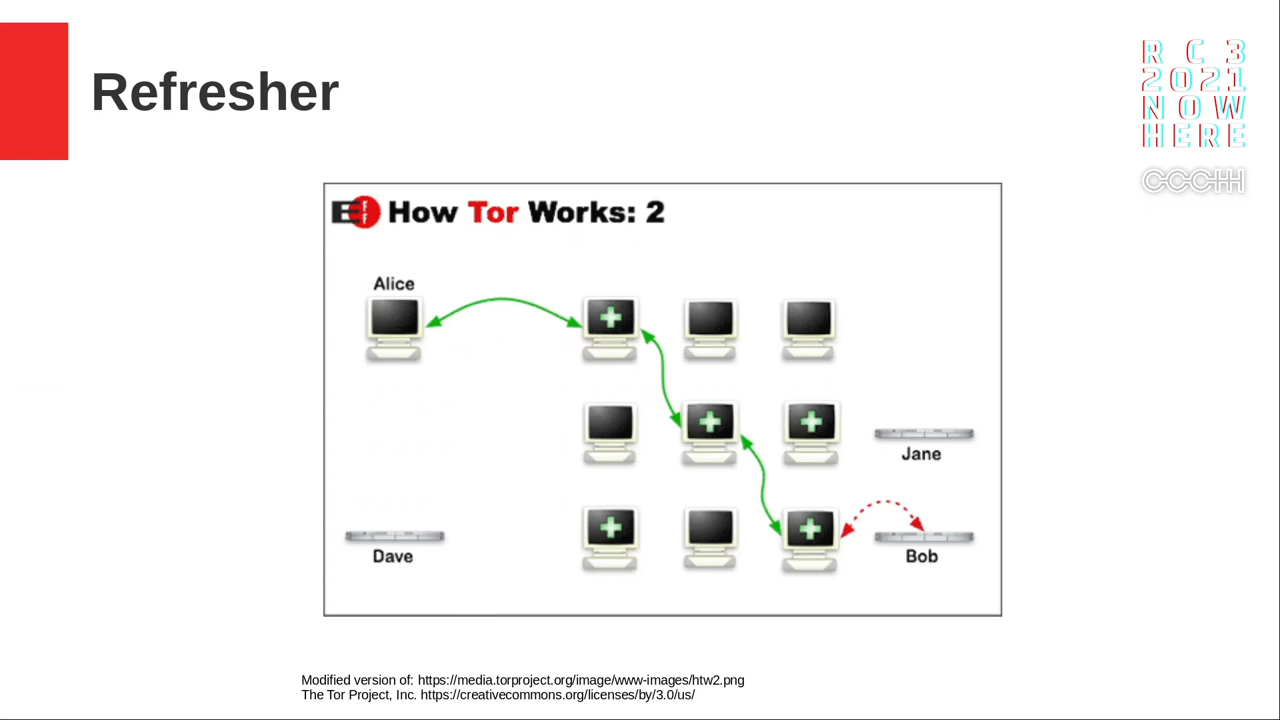 Refresher
R C 3
2021
NOW
HERE
CCCHH
EFF How Tor Works: 2
Alice
Jane
Dave
Bob
Modified version of: https://media.torproject.org/image/www-images/htw2.png
The Tor Project, Inc. https://creativecommons.org/licenses/by/3.0/us/